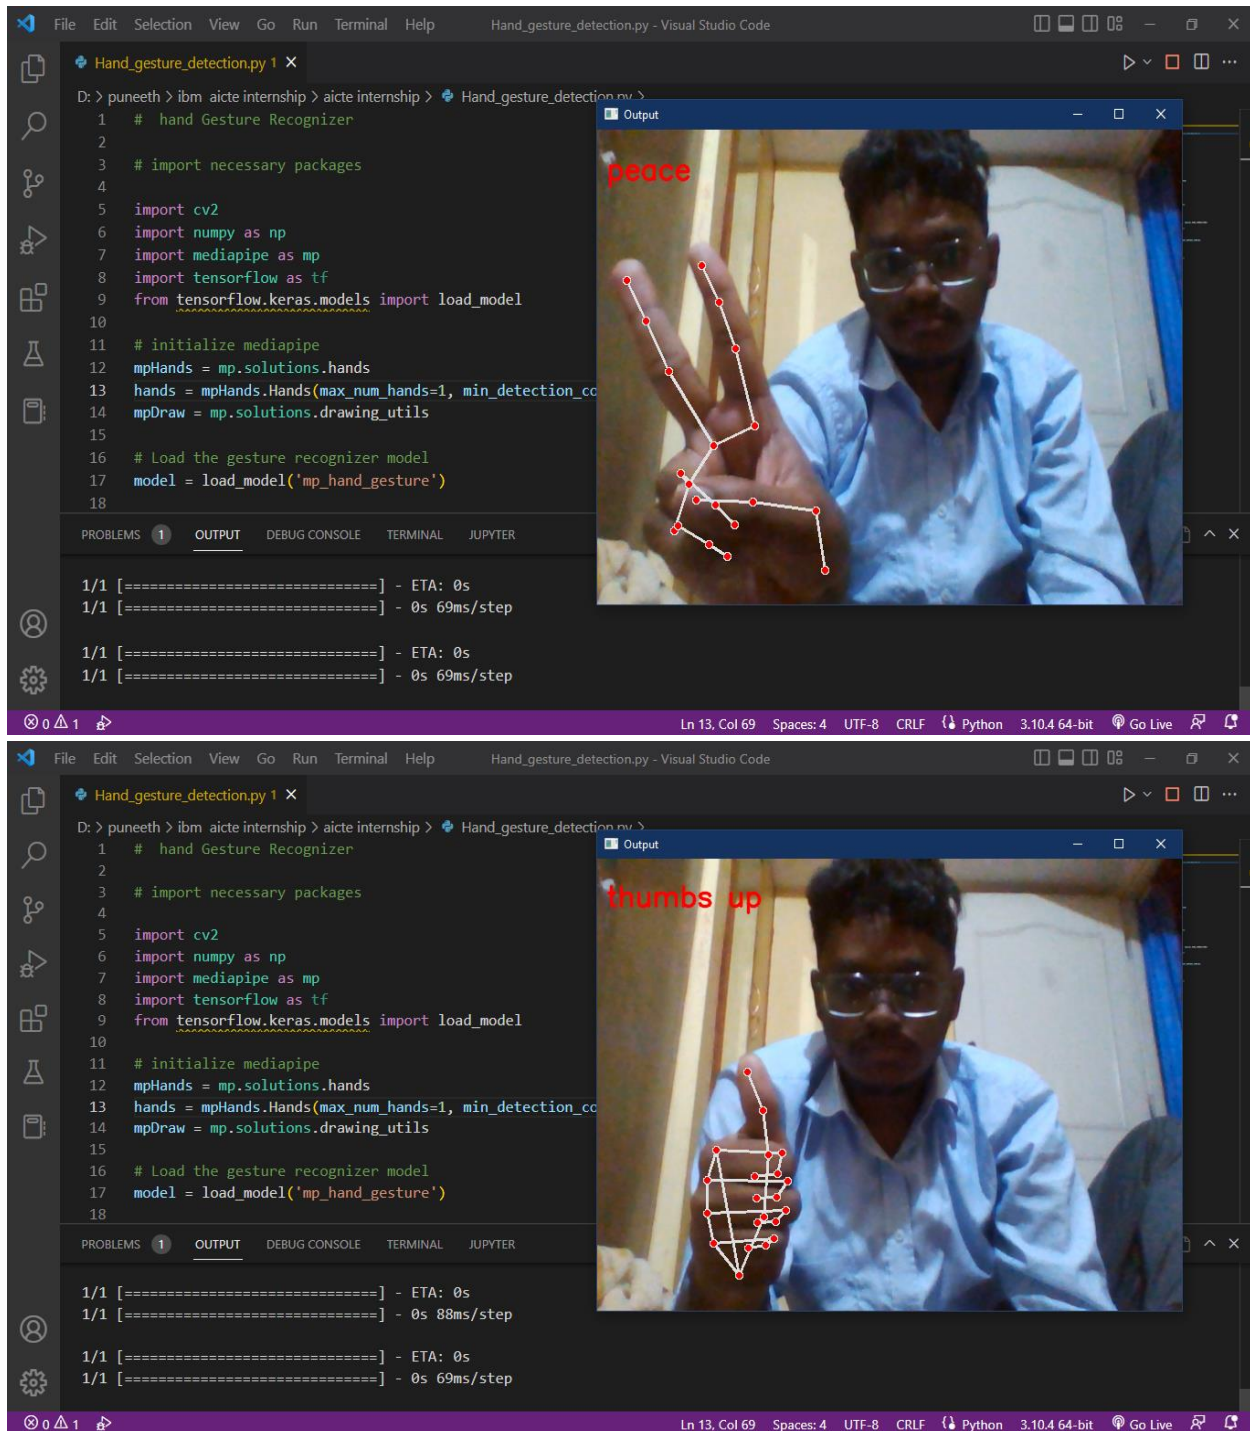 File Edit Selection View Go Run Terminal Help Hand_gesture_detection.py - Visual Studio Code
Hand_gesture_detection.py 1
D: > puneeth > ibm aicte internship > aicte internship > Hand_gesture_detection.py >
Output
peace
1 # hand Gesture Recognizer
2
3 # import necessary packages
4
5 import cv2
6 import numpy as np
7 import mediapipe as mp
8 import tensorflow as tf
9 from tensorflow.keras.models import load_model
10
11 # initialize mediapipe
12 mpHands = mp.solutions.hands
13 hands = mpHands.Hands(max_num_hands=1, min_detection_co
14 mpDraw = mp.solutions.drawing_utils
15
16 # Load the gesture recognizer model
17 model = load_model('mp_hand_gesture')
18
PROBLEMS 1 OUTPUT DEBUG CONSOLE TERMINAL JUPYTER
1/1 [==============================] - ETA: 0s
1/1 [==============================] - 0s 69ms/step
1/1 [==============================] - ETA: 0s
1/1 [==============================] - 0s 69ms/step
0 1 Ln 13, Col 69 Spaces: 4 UTF-8 CRLF Python 3.10.4 64-bit Go Live
File Edit Selection View Go Run Terminal Help Hand_gesture_detection.py - Visual Studio Code
Hand_gesture_detection.py 1
D: > puneeth > ibm aicte internship > aicte internship > Hand_gesture_detection.py >
Output
thumbs up
1 # hand Gesture Recognizer
2
3 # import necessary packages
4
5 import cv2
6 import numpy as np
7 import mediapipe as mp
8 import tensorflow as tf
9 from tensorflow.keras.models import load_model
10
11 # initialize mediapipe
12 mpHands = mp.solutions.hands
13 hands = mpHands.Hands(max_num_hands=1, min_detection_co
14 mpDraw = mp.solutions.drawing_utils
15
16 # Load the gesture recognizer model
17 model = load_model('mp_hand_gesture')
18
PROBLEMS 1 OUTPUT DEBUG CONSOLE TERMINAL JUPYTER
1/1 [==============================] - ETA: 0s
1/1 [==============================] - 0s 88ms/step
1/1 [==============================] - ETA: 0s
1/1 [==============================] - 0s 69ms/step
0 1 Ln 13, Col 69 Spaces: 4 UTF-8 CRLF Python 3.10.4 64-bit Go Live